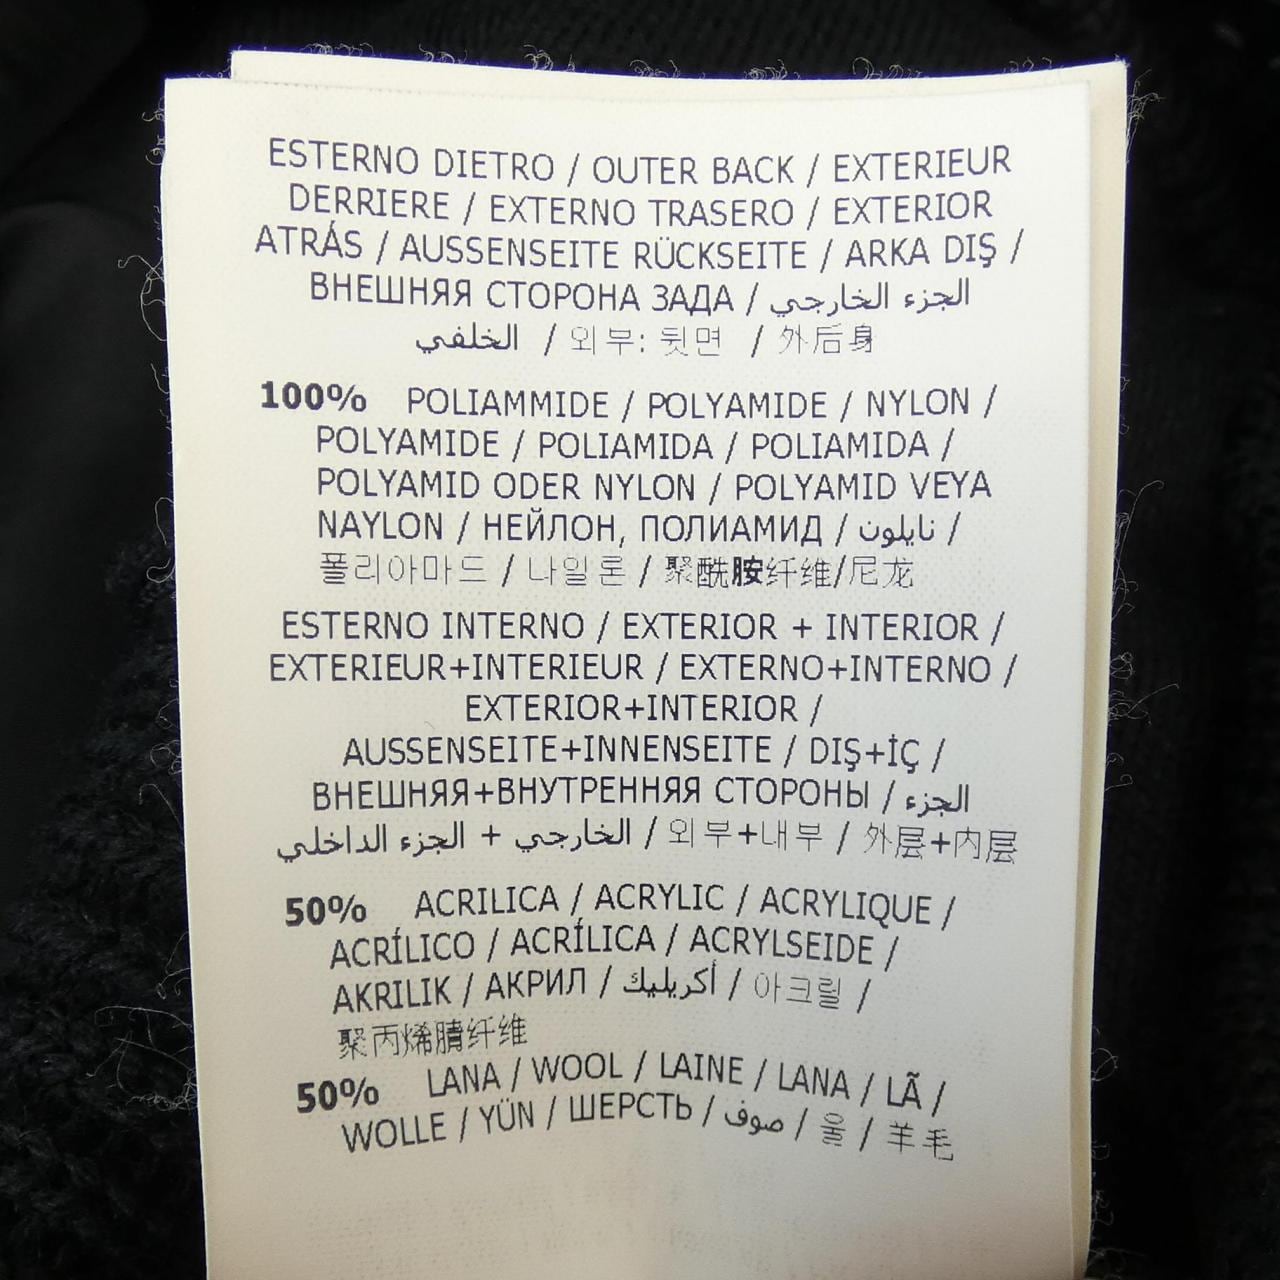 ESTERNO DIETRO / OUTER BACK / EXTERIEUR
DERRIERE / EXTERNO TRASERO / EXTERIOR
ATRÁS / AUSSENSEITE RÜCKSEITE / ARKA DIŞ /
ВНЕШНЯЯ СТОРОНА ЗАДА / الجزء الخارجي
الخلفي / 외부: 뒷면 / 外后身
100% POLIAMMIDE / POLYAMIDE / NYLON /
POLYAMIDE / POLIAMIDA / POLIAMIDA /
POLYAMID ODER NYLON / POLYAMID VEYA
NAYLON / НЕЙЛОН, ПОЛИАМИД / نايلون /
폴리아마드 / 나일론 / 聚酰胺纤维/尼龙
ESTERNO INTERNO / EXTERIOR + INTERIOR /
EXTERIEUR+INTERIEUR / EXTERNO+INTERNO /
EXTERIOR+INTERIOR /
AUSSENSEITE+INNENSEITE / DIŞ+İÇ /
ВНЕШНЯЯ+ВНУТРЕННЯЯ СТОРОНЫ / الجزء
الخارجي + الجزء الداخلي / 외부+내부 / 外层+内层
50% ACRILICA / ACRYLIC / ACRYLIQUE /
ACRÍLICO / ACRÍLICA / ACRYLSEIDE /
AKRILIK / АКРИЛ / أكريليك / 아크릴 /
聚丙烯腈纤维
50% LANA / WOOL / LAINE / LANA / LÃ /
WOLLE / YÜN / ШЕРСТЬ / صوف / 울 / 羊毛